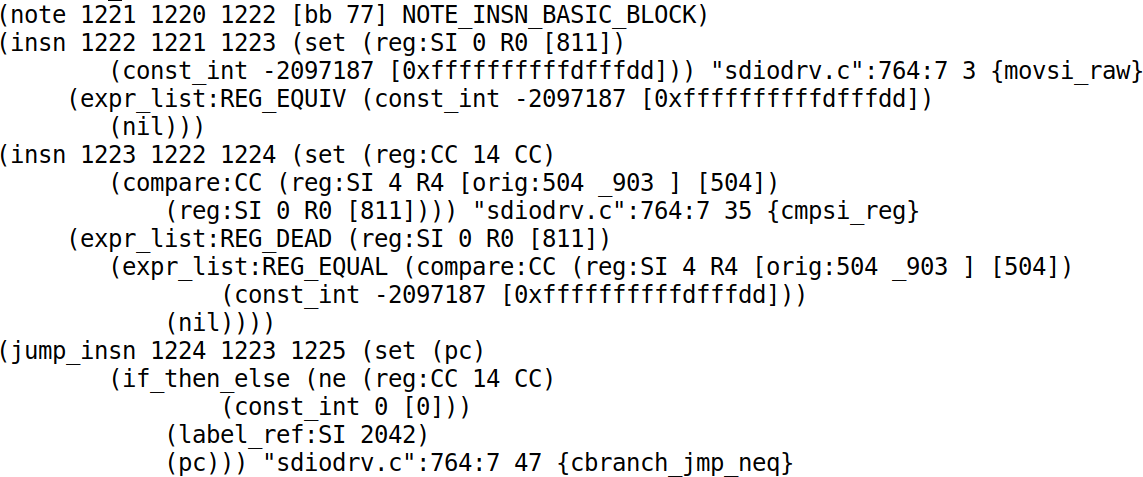 (note 1221 1220 1222 [bb 77] NOTE_INSN_BASIC_BLOCK)
(insn 1222 1221 1223 (set (reg:SI 0 R0 [811])
        (const_int -2097187 [0xffffffffffdfffdd])) "sdiodrv.c":764:7 3 {movsi_raw}
     (expr_list:REG_EQUIV (const_int -2097187 [0xffffffffffdfffdd])
        (nil)))
(insn 1223 1222 1224 (set (reg:CC 14 CC)
        (compare:CC (reg:SI 4 R4 [orig:504 _903 ] [504])
            (reg:SI 0 R0 [811]))) "sdiodrv.c":764:7 35 {cmpsi_reg}
     (expr_list:REG_DEAD (reg:SI 0 R0 [811])
        (expr_list:REG_EQUAL (compare:CC (reg:SI 4 R4 [orig:504 _903 ] [504])
                (const_int -2097187 [0xffffffffffdfffdd]))
            (nil))))
(jump_insn 1224 1223 1225 (set (pc)
        (if_then_else (ne (reg:CC 14 CC)
                (const_int 0 [0]))
            (label_ref:SI 2042)
            (pc))) "sdiodrv.c":764:7 47 {cbranch_jmp_neq}